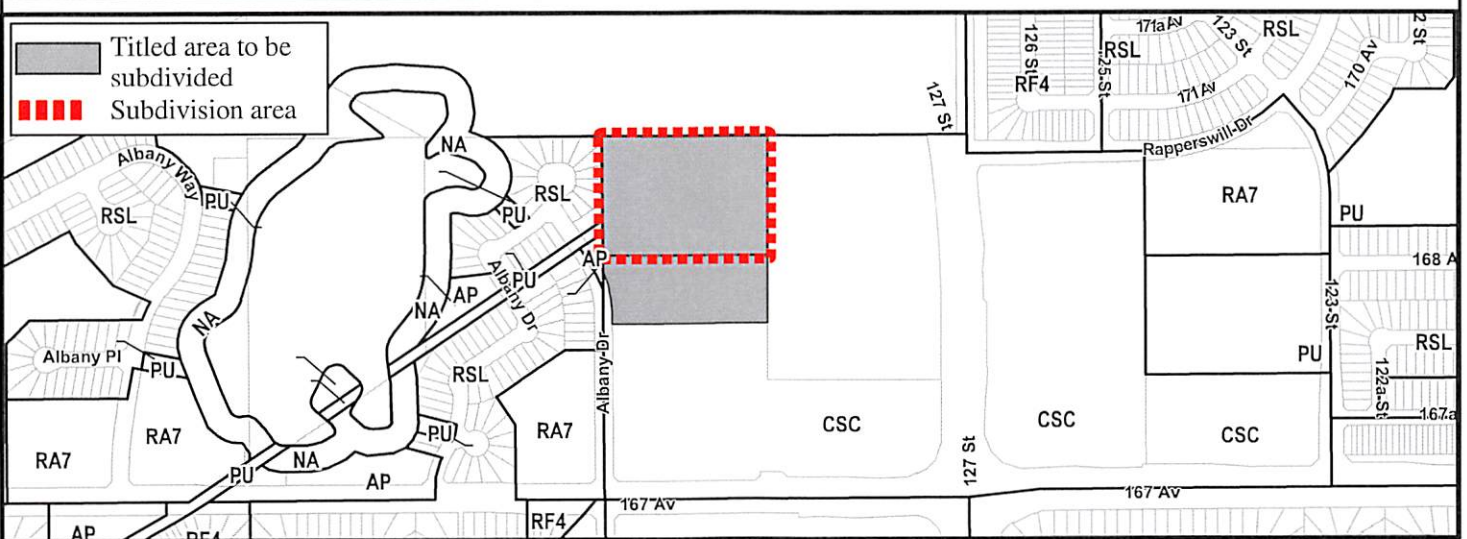 Titled area to be
subdivided
Subdivision area
171a Av
123 St
RSL
RSL
126 St
RF4
171 Av
170 Av
127 St
Rapperswill Dr
NA
Albany Way
RSL
PU
RSL
PU
RA7
PU
AP
168 A
PU
AP
Albany Dr
NA
NA
123 St
Albany Pl
PU
RSL
PU
RSL
122a St
Albany Dr
167a
RA7
CSC
CSC
CSC
RA7
RA7
PU
127 St
NA
PU
AP
167 Av
167 Av
RF4
AP
RF4